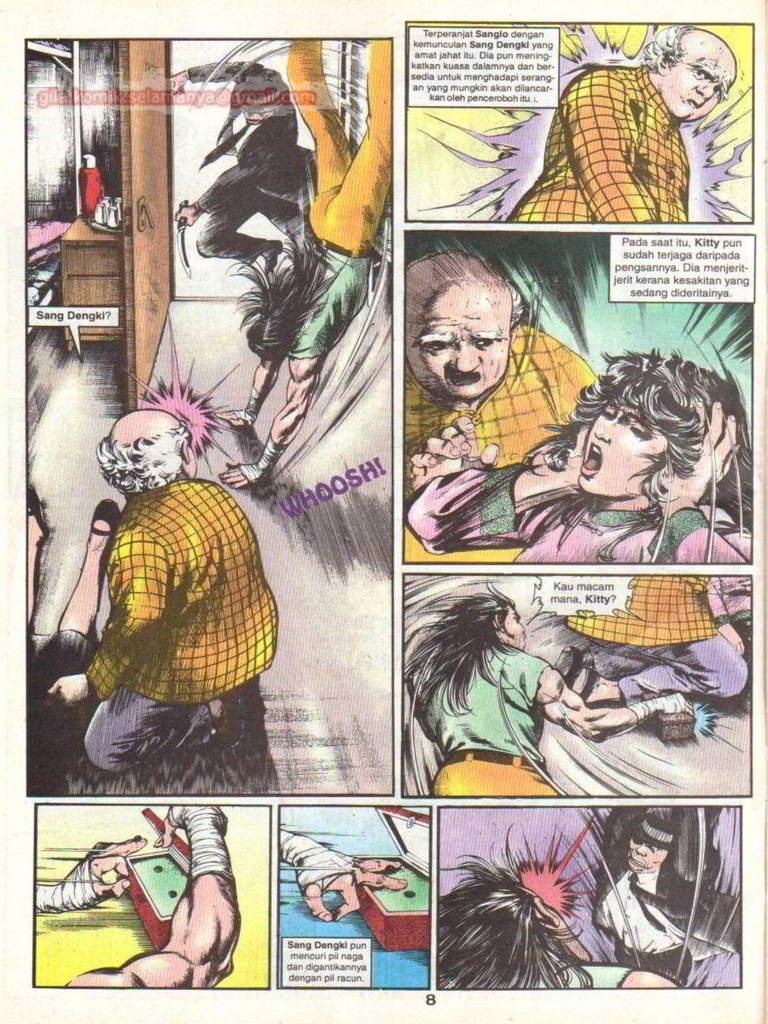 gila.komikselamanya@gmail.com
Sang Dengki?
WHOOSH!
Terperanjat Sanglo dengan
kemunculan Sang Dengki yang
amat jahat itu. Dia pun mening-
katkan kuasa dalamnya dan ber-
sedia untuk menghadapi serang-
an yang mungkin akan dilancar-
kan oleh penceroboh itu.
Pada saat itu, Kitty pun
sudah terjaga daripada
pengsannya. Dia menjerit-
jerit kerana kesakitan yang
sedang dideritainya.
Kau macam
mana, Kitty?
Sang Dengki pun
mencuri pil naga
dan digantikannya
dengan pil racun.
8